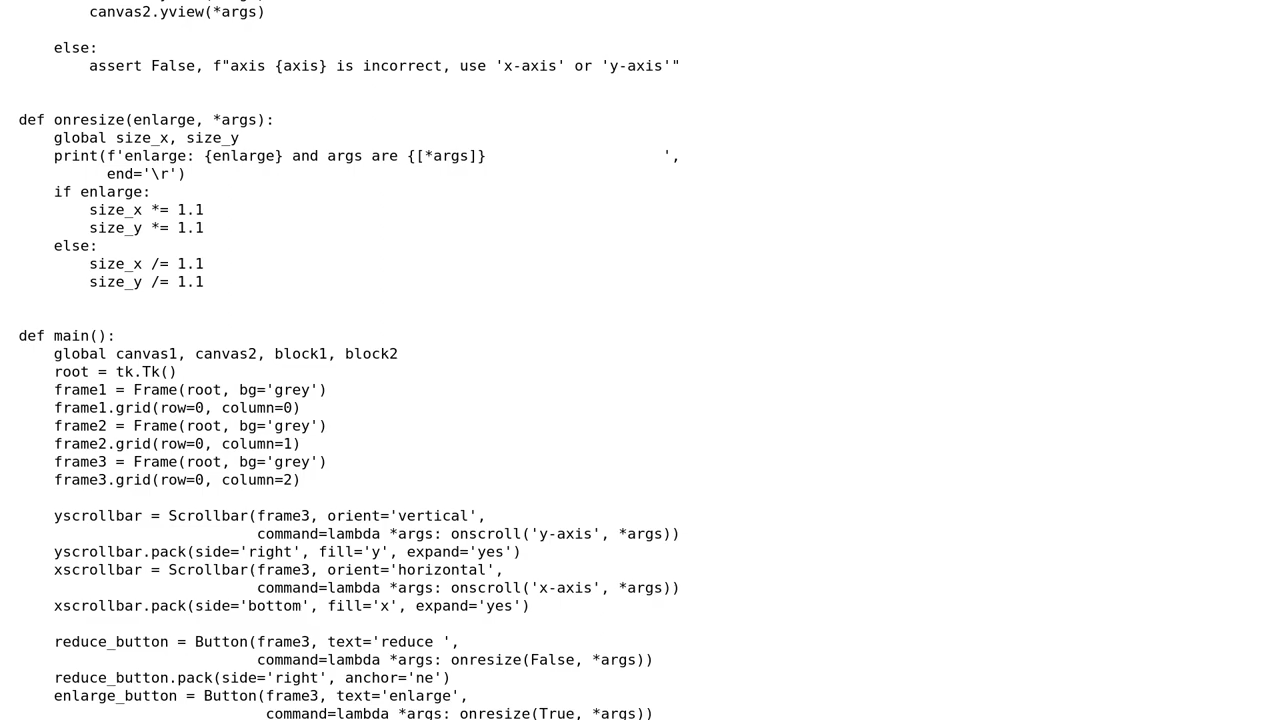 canvas2.yview(*args)

    else:
        assert False, f"axis {axis} is incorrect, use 'x-axis' or 'y-axis'"


def onresize(enlarge, *args):
    global size_x, size_y
    print(f'enlarge: {enlarge} and args are {[*args]}                    ',
          end='\r')
    if enlarge:
        size_x *= 1.1
        size_y *= 1.1
    else:
        size_x /= 1.1
        size_y /= 1.1


def main():
    global canvas1, canvas2, block1, block2
    root = tk.Tk()
    frame1 = Frame(root, bg='grey')
    frame1.grid(row=0, column=0)
    frame2 = Frame(root, bg='grey')
    frame2.grid(row=0, column=1)
    frame3 = Frame(root, bg='grey')
    frame3.grid(row=0, column=2)

    yscrollbar = Scrollbar(frame3, orient='vertical',
                           command=lambda *args: onscroll('y-axis', *args))
    yscrollbar.pack(side='right', fill='y', expand='yes')
    xscrollbar = Scrollbar(frame3, orient='horizontal',
                           command=lambda *args: onscroll('x-axis', *args))
    xscrollbar.pack(side='bottom', fill='x', expand='yes')

    reduce_button = Button(frame3, text='reduce ',
                           command=lambda *args: onresize(False, *args))
    reduce_button.pack(side='right', anchor='ne')
    enlarge_button = Button(frame3, text='enlarge',
                            command=lambda *args: onresize(True, *args))